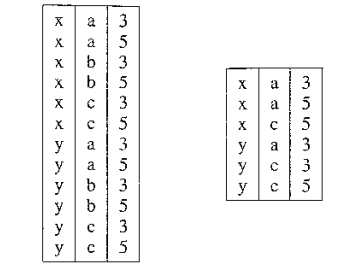 x a 3
x a 5
x b 3
x b 5
x c 3
x c 5
y a 3
y a 5
y b 3
y b 5
y c 3
y c 5
x a 3
x a 5
x c 5
y a 3
y c 3
y c 5